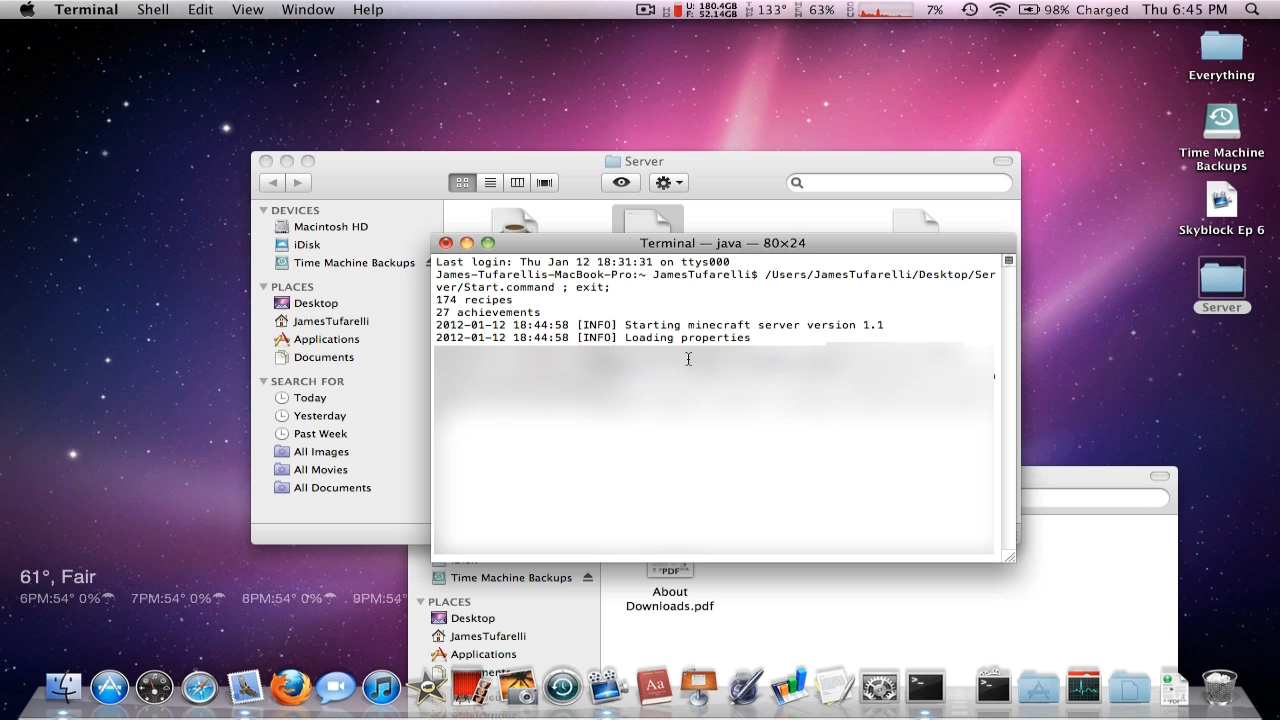 Terminal Shell Edit View Window Help
U: 180.4GB
F: 52.14GB
133° 63% 7% 98% Charged Thu 6:45 PM
Everything
Time Machine
Backups
Skyblock Ep 6
Server
Server
DEVICES
Macintosh HD
iDisk
Time Machine Backups
PLACES
Desktop
JamesTufarelli
Applications
Documents
SEARCH FOR
Today
Yesterday
Past Week
All Images
All Movies
All Documents
Terminal — java — 80×24
Last login: Thu Jan 12 18:31:31 on ttys000
James-Tufarellis-MacBook-Pro:~ JamesTufarelli$ /Users/JamesTufarelli/Desktop/Ser
ver/Start.command ; exit;
174 recipes
27 achievements
2012-01-12 18:44:58 [INFO] Starting minecraft server version 1.1
2012-01-12 18:44:58 [INFO] Loading properties
Time Machine Backups
PLACES
Desktop
JamesTufarelli
Applications
PDF
About
Downloads.pdf
61°, Fair
6PM:54° 0% 7PM:54° 0% 8PM:54° 0% 9PM:54°
Aa